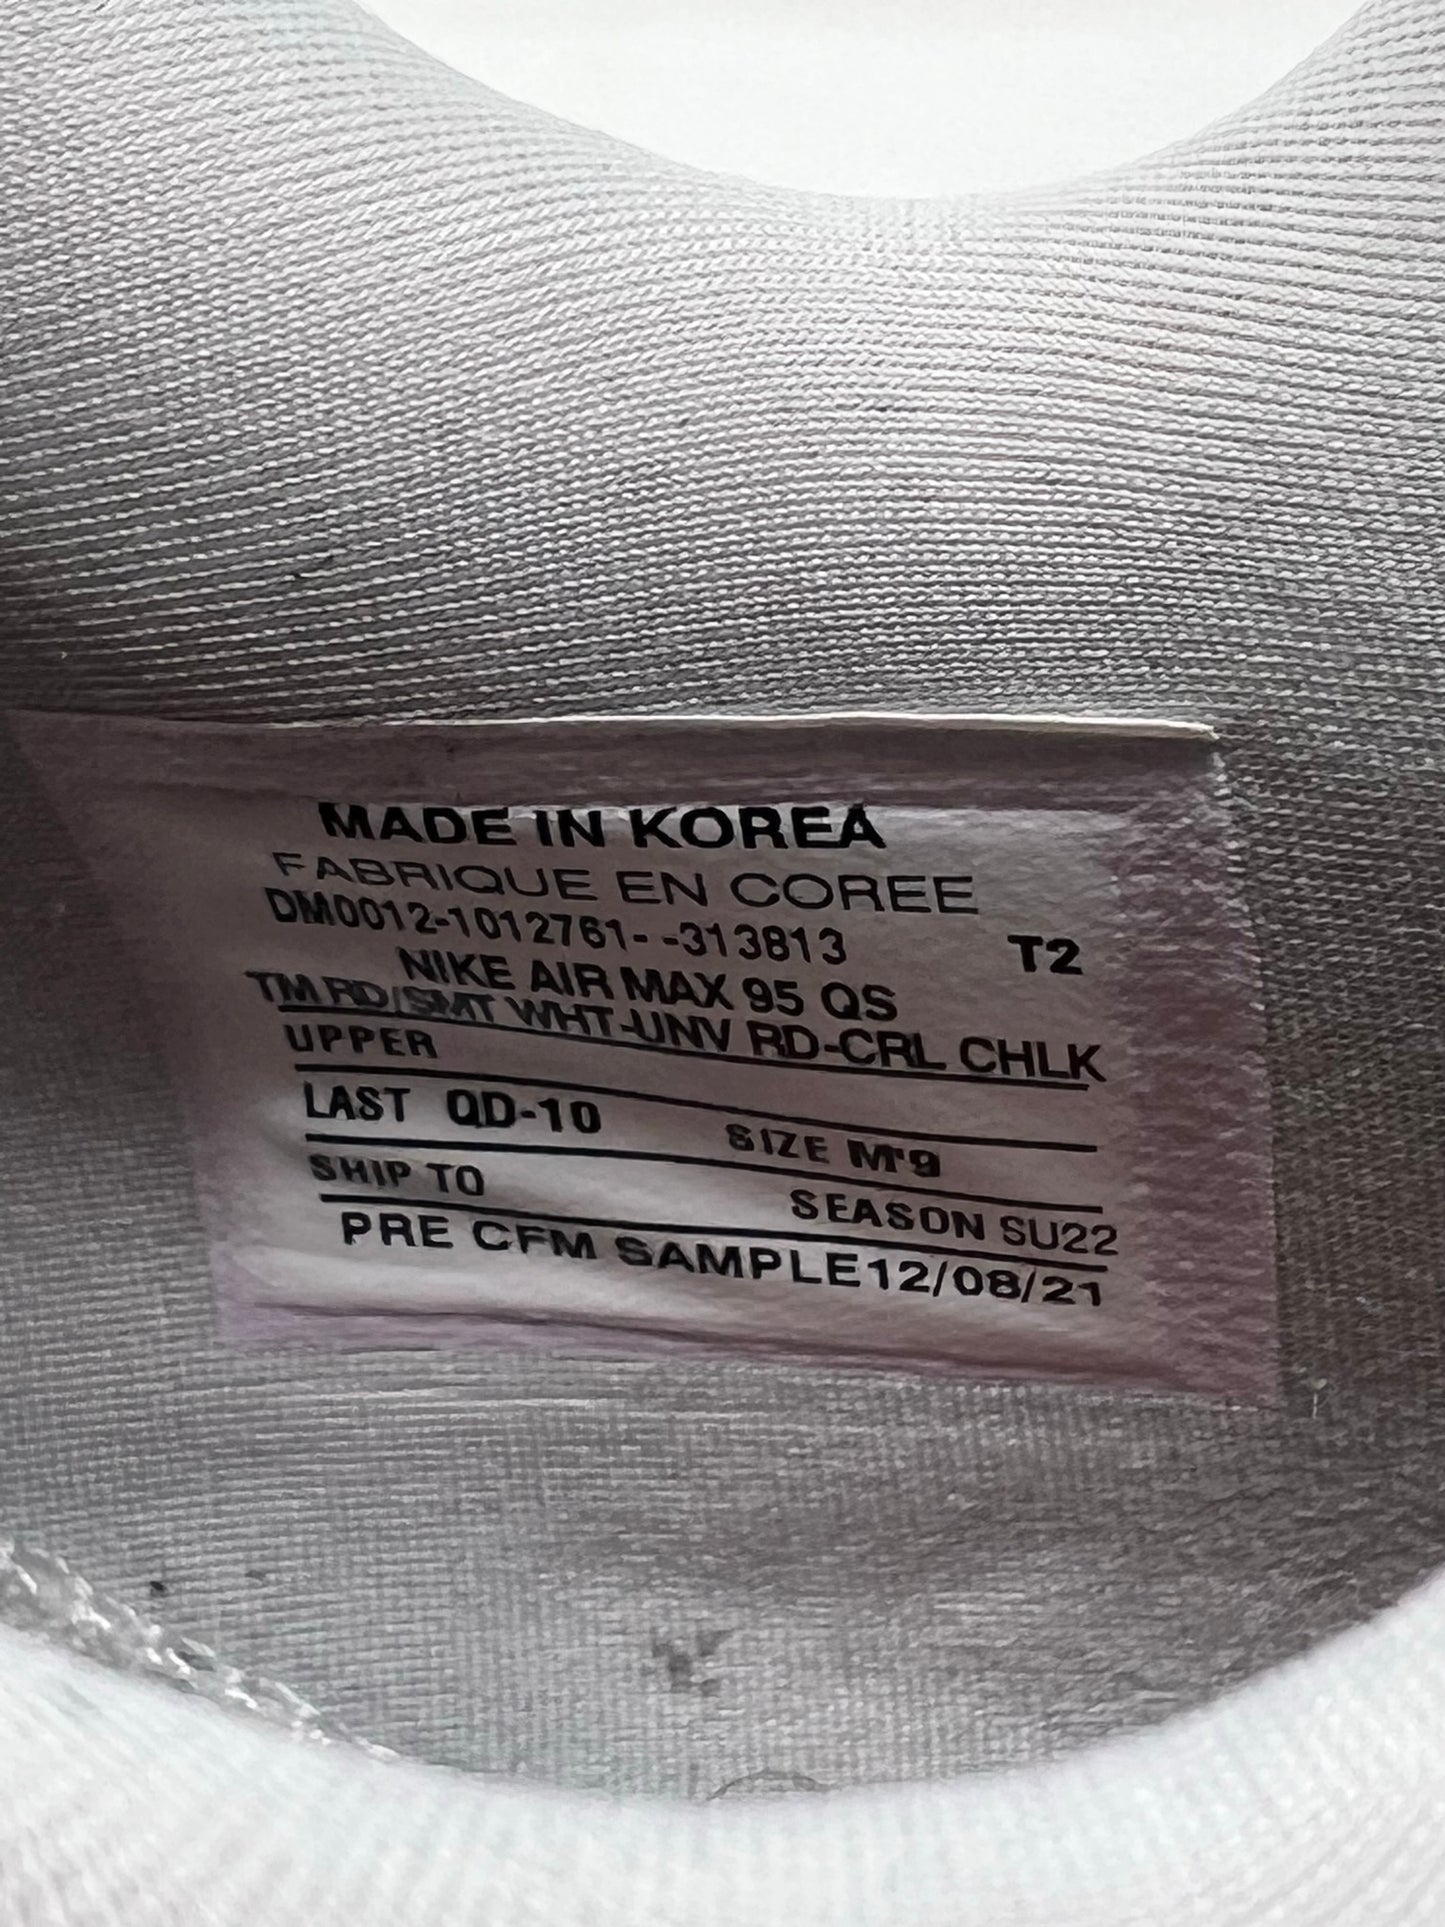 MADE IN KOREA
FABRIQUE EN COREE
DM0012-1012761- -313813 T2
NIKE AIR MAX 95 QS
TM RD/SMT WHT-UNV RD-CRL CHLK
UPPER
LAST QD-10 SIZE M'9
SHIP TO SEASON SU22
PRE CFM SAMPLE12/08/21